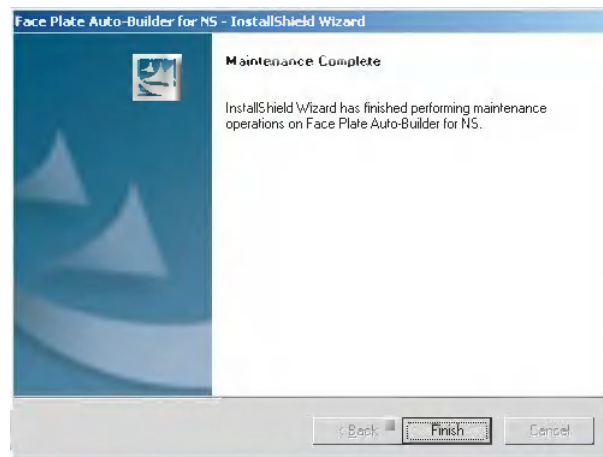 Face Plate Auto-Builder for NS - InstallShield Wizard
Maintenance Complete
InstallShield Wizard has finished performing maintenance
operations on Face Plate Auto-Builder for NS.
< Back
Finish
Cancel